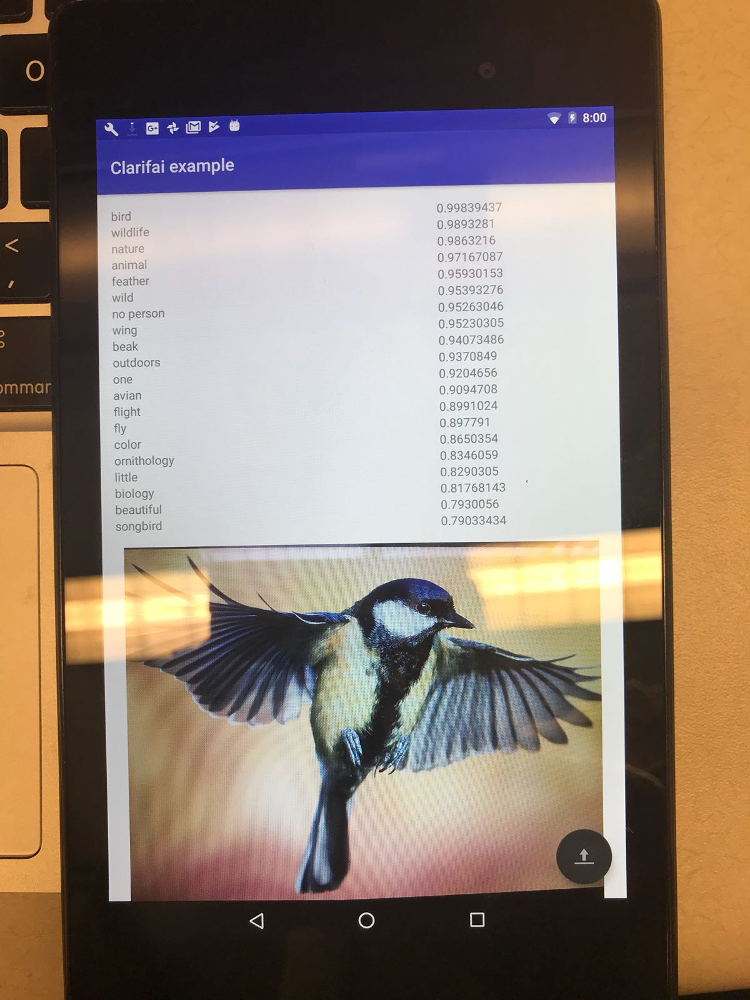 O
<
,
ommar
G+
8:00
Clarifai example
bird 0.99839437
wildlife 0.9893281
nature 0.9863216
animal 0.97167087
feather 0.95930153
wild 0.95393276
no person 0.95263046
wing 0.95230305
beak 0.94073486
outdoors 0.9370849
one 0.9204656
avian 0.9094708
flight 0.8991024
fly 0.897791
color 0.8650354
ornithology 0.8346059
little 0.8290305
biology 0.81768143
beautiful 0.7930056
songbird 0.79033434